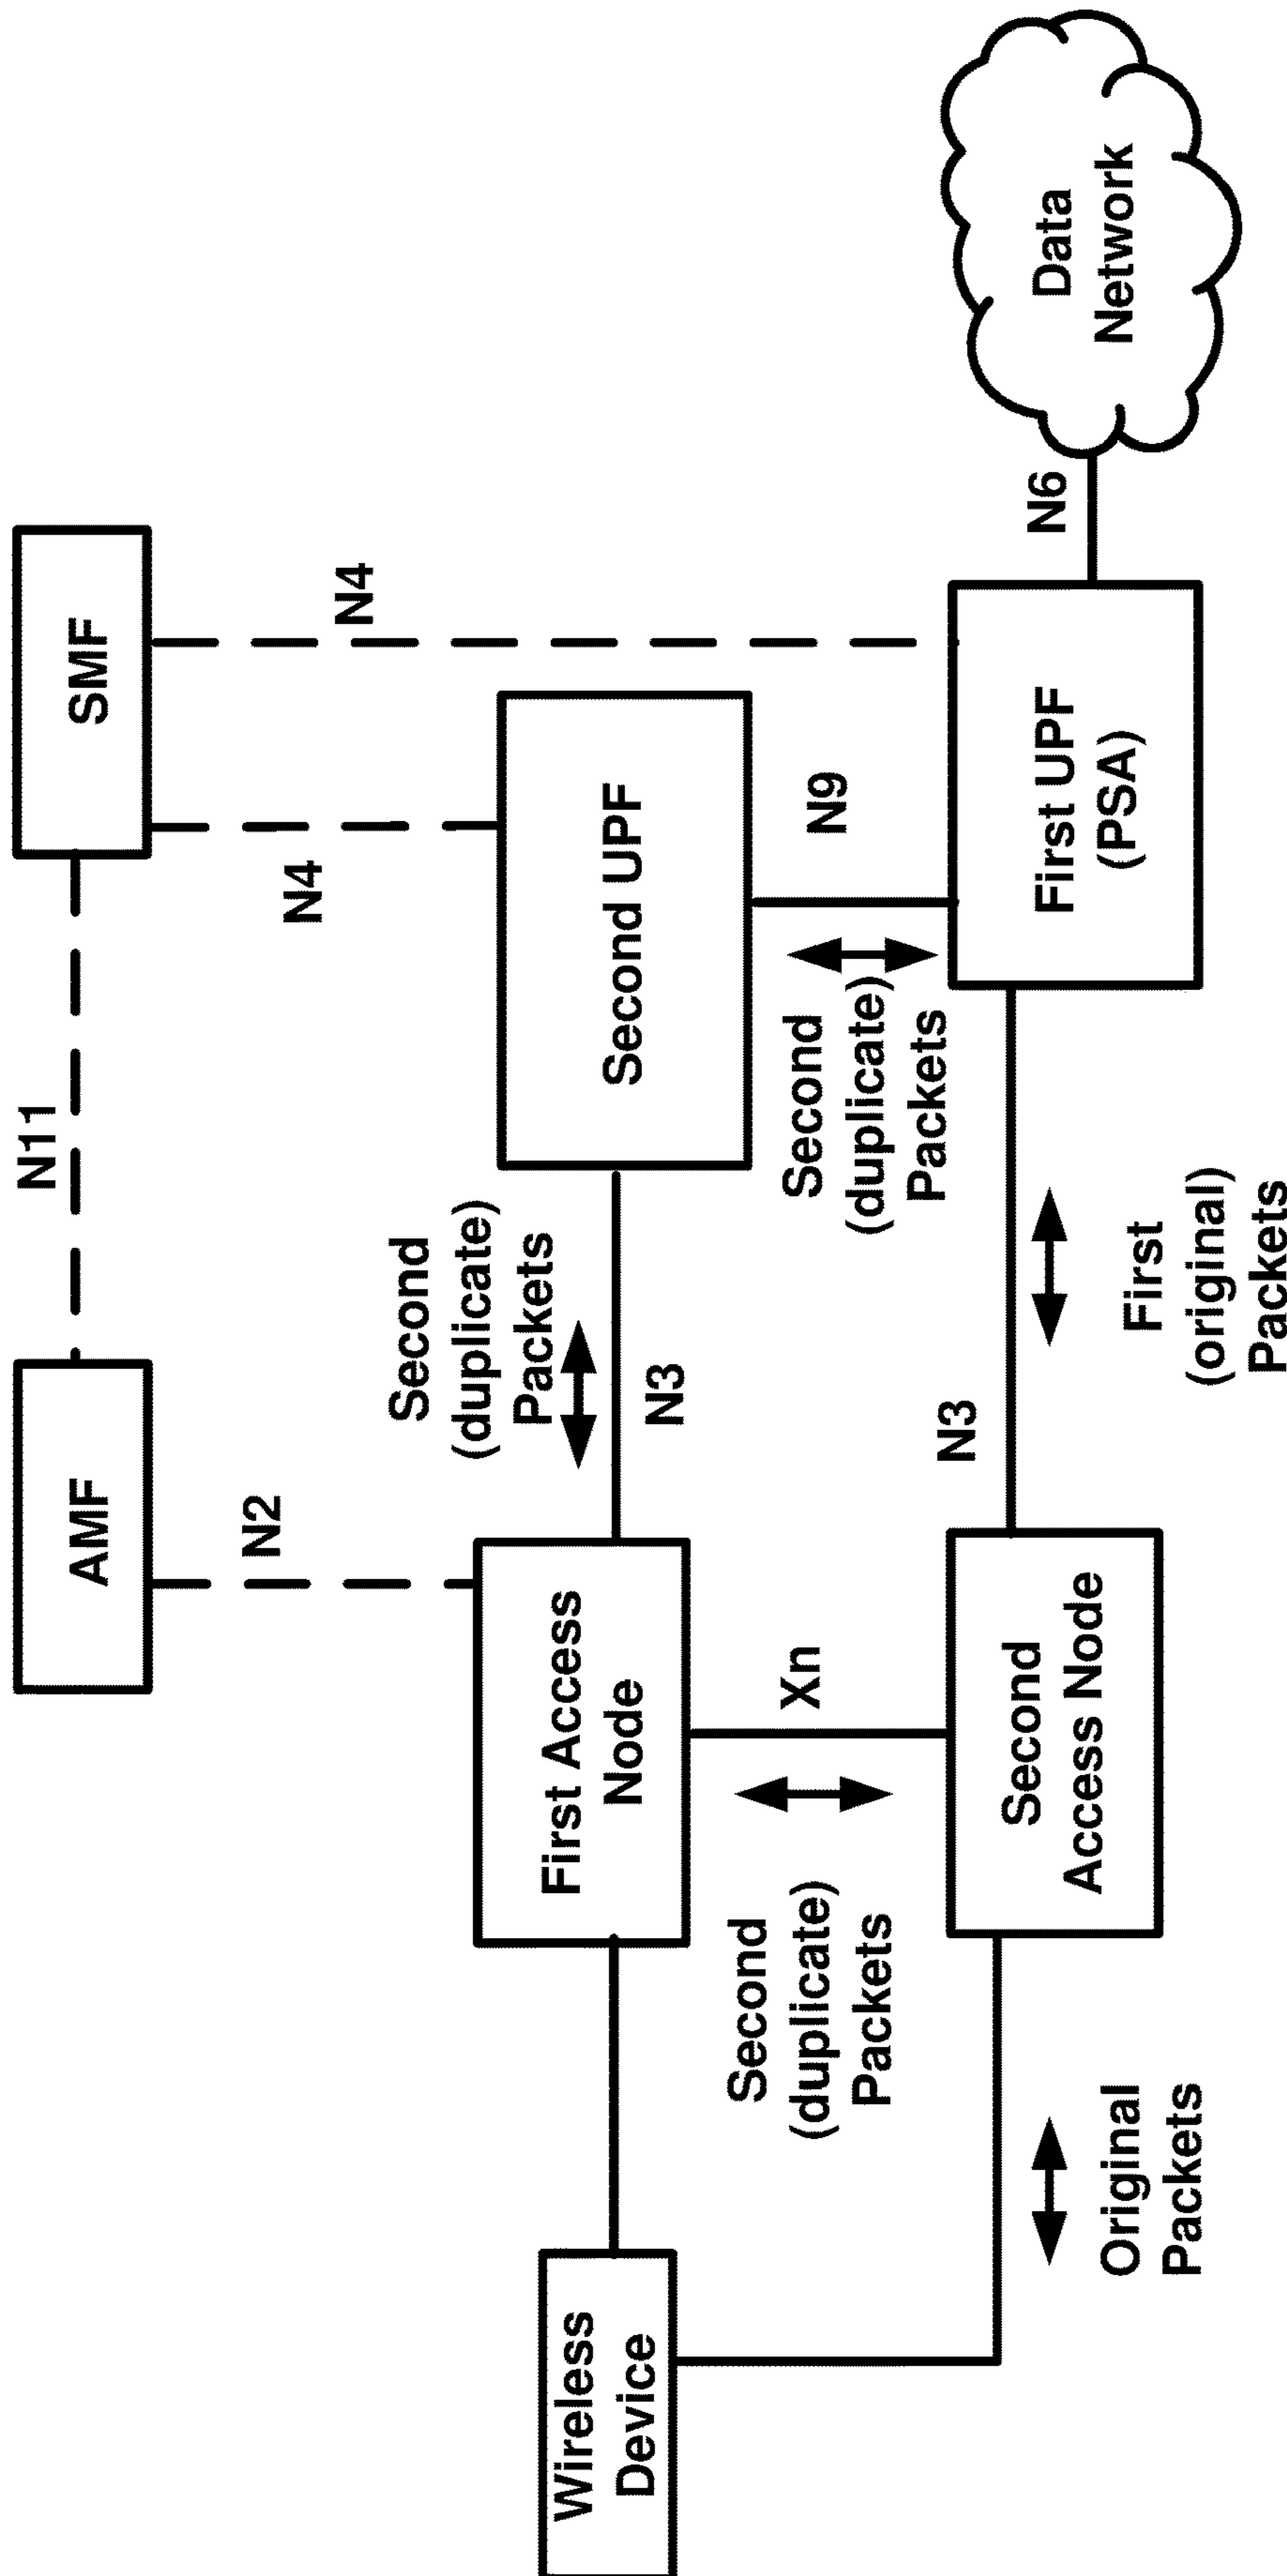 N11
AMF
SMF
N2
N4
N4
Second
(duplicate)
Packets
Wireless
Device
First Access
Node
N3
Second UPF
Second
(duplicate)
Packets
Xn
Second
(duplicate)
Packets
N9
N3
Second
Access Node
First UPF
(PSA)
N6
Data
Network
Original
Packets
First
(original)
Packets